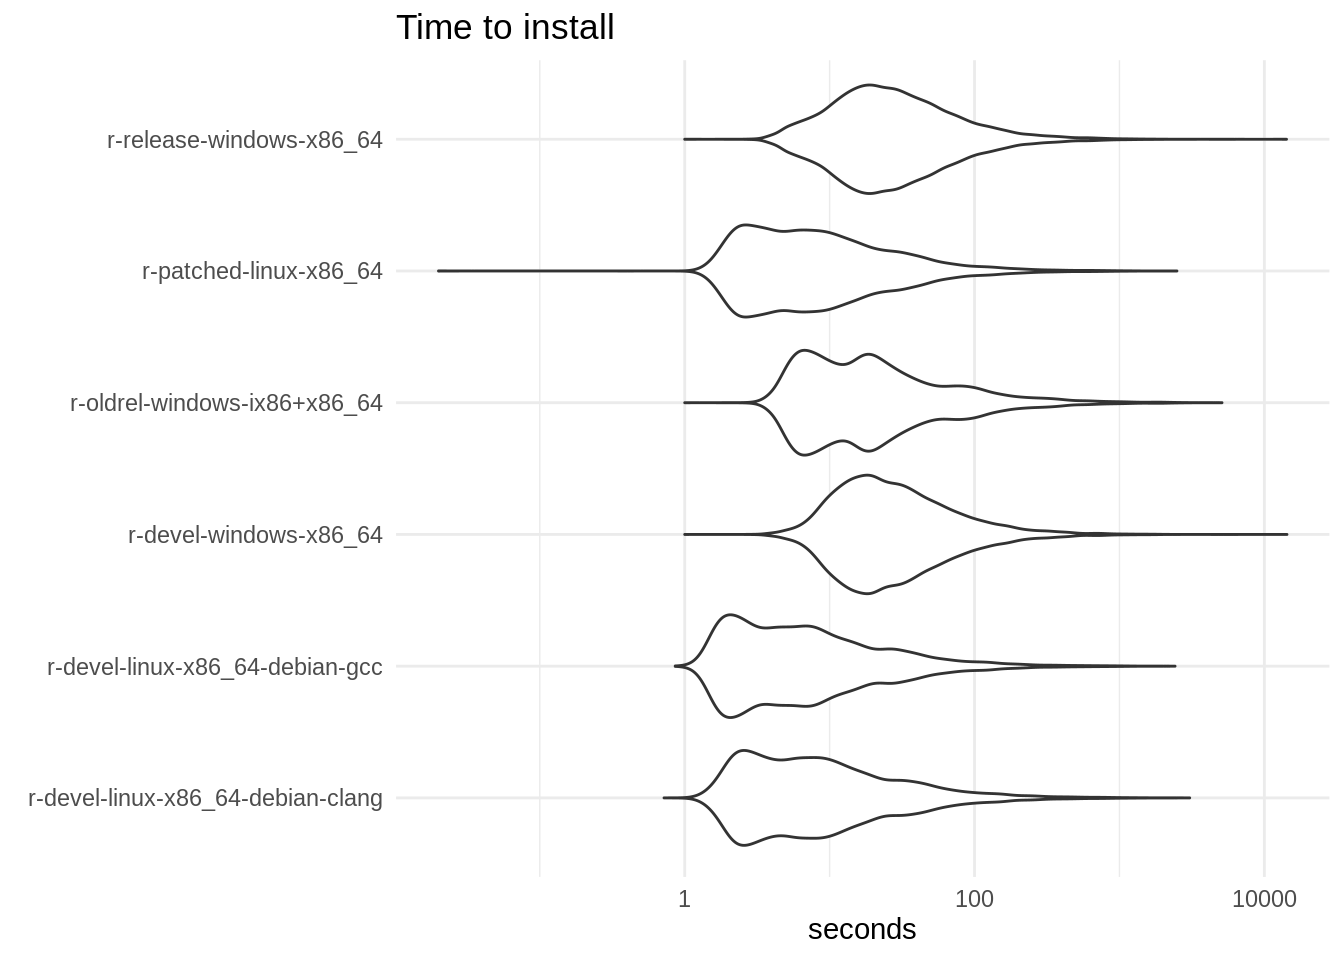 Time to install
r-release-windows-x86_64
r-patched-linux-x86_64
r-oldrel-windows-ix86+x86_64
r-devel-windows-x86_64
r-devel-linux-x86_64-debian-gcc
r-devel-linux-x86_64-debian-clang
1 100 10000
seconds